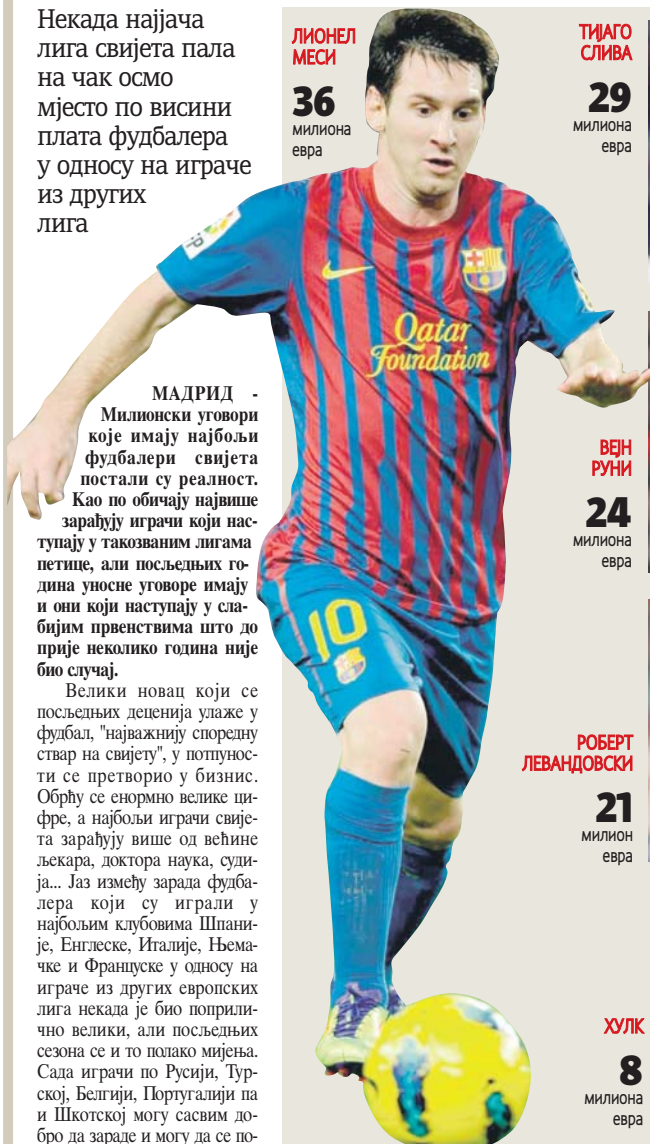 Некада најјача
лига свијета пала
на чак осмо
мјесто по висини
плата фудбалера
у односу на играче
из других
лига
МАДРИД -
Милионски уговори
које имају најбољи
фудбалери свијета
постали су реалност.
Као по обичају највише
зарађују играчи који нас-
тупају у такозваним лигама
петице, али посљедњих го-
дина уносне уговоре имају
и они који наступају у сла-
бијим првенствима што до
прије неколико година није
био случај.
Велики новац који се
посљедњих деценија улаже у
фудбал, "најважнију споредну
ствар на свијету", у потпунос-
ти се претворио у бизнис.
Обрћу се енормно велике ци-
фре, а најбољи играчи свије-
та зарађују више од већине
љекара, доктора наука, суди-
ја... Јаз између зарада фудба-
лера који су играли у
најбољим клубовима Шпани-
је, Енглеске, Италије, Њема-
чке и Француске у односу на
играче из других европских
лига некада је био поприли-
чно велики, али посљедњих
сезона се и то полако мијења.
Сада играчи по Русији, Тур-
ској, Белгији, Португалији па
и Шкотској могу сасвим до-
бро да зараде и могу да се по-
ЛИОНЕЛ
МЕСИ
36
милиона
евра
ТИЈАГО
СЛИВА
29
милиона
евра
ВЕЈН
РУНИ
24
милиона
евра
РОБЕРТ
ЛЕВАНДОВСКИ
21
милион
евра
ХУЛК
8
милиона
евра
Qatar
Foundation
10